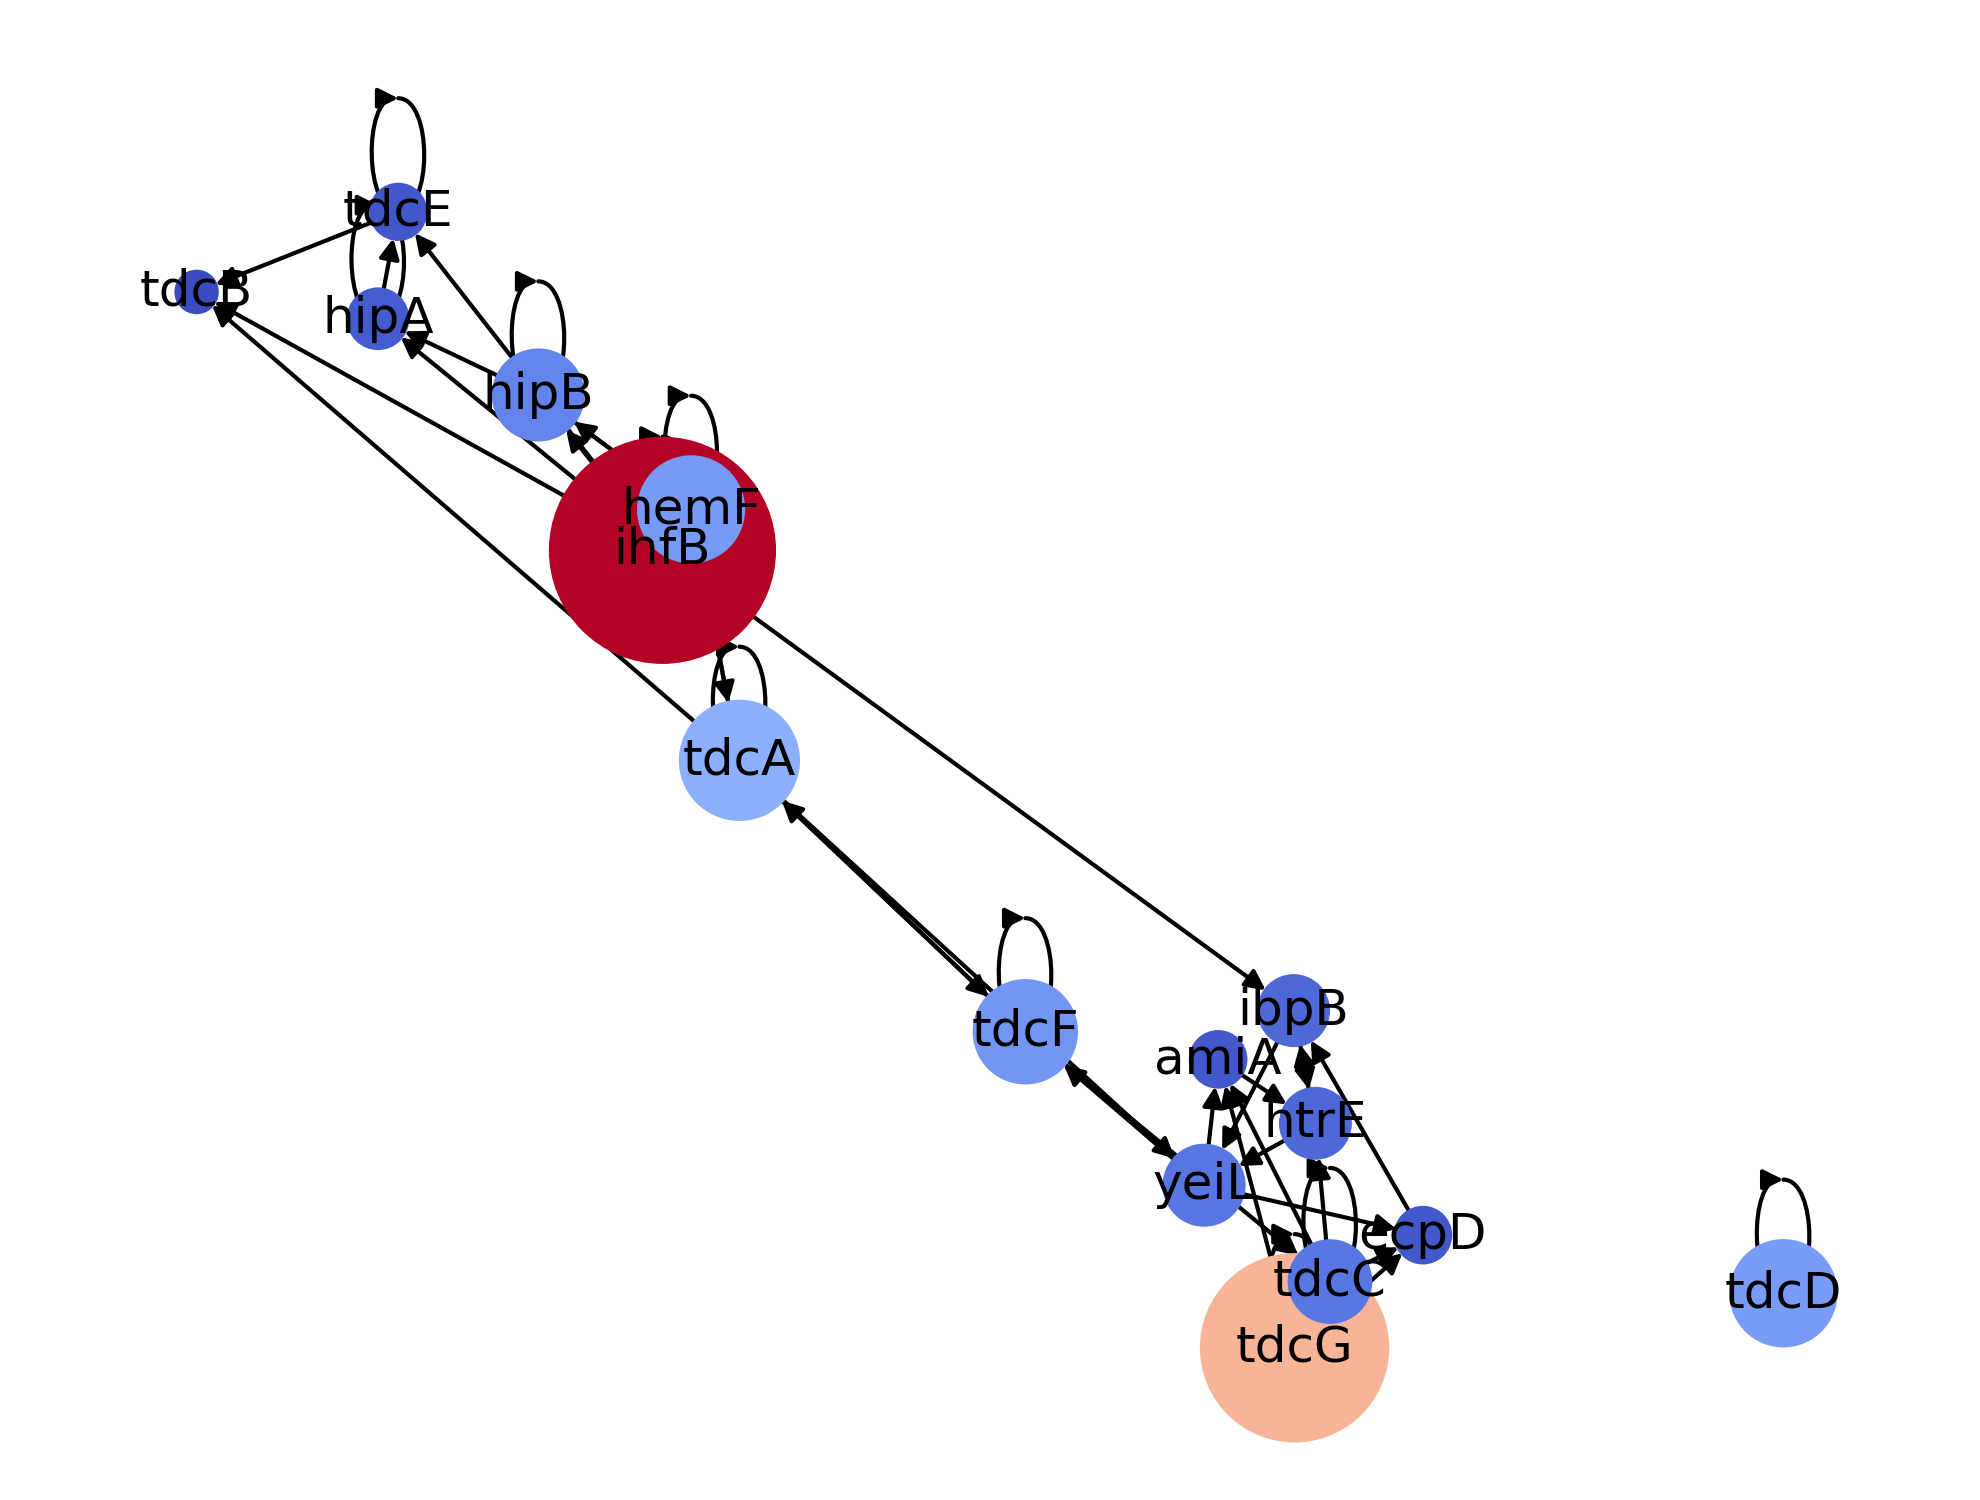 tdcE
tdcB
hipA
hipB
hemF
ihfB
tdcA
ibpB
tdcF
amiA
htrE
yeiL
ecpD
tdcC
tdcD
tdcG